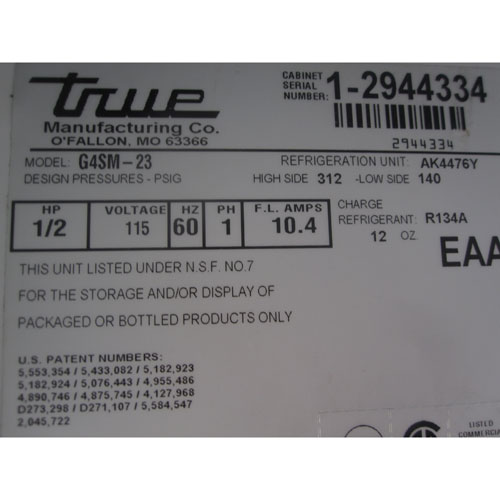 true
Manufacturing Co.
O'FALLON, MO 63366
CABINET SERIAL NUMBER: 1-2944334
2944334
MODEL: G4SM-23
REFRIGERATION UNIT: AK4476Y
DESIGN PRESSURES - PSIG
HIGH SIDE 312 -LOW SIDE 140
HP VOLTAGE HZ PH F.L. AMPS
1/2 115 60 1 10.4
CHARGE
REFRIGERANT: R134A
12 OZ.
EAA
THIS UNIT LISTED UNDER N.S.F. NO.7
FOR THE STORAGE AND/OR DISPLAY OF
PACKAGED OR BOTTLED PRODUCTS ONLY
U.S. PATENT NUMBERS:
5,553,354 / 5,433,082 / 5,182,923
5,182,924 / 5,076,443 / 4,955,486
4,890,746 / 4,875,745 / 4,127,968
D273,298 / D271,107 / 5,584,547
2,045,722
LISTED